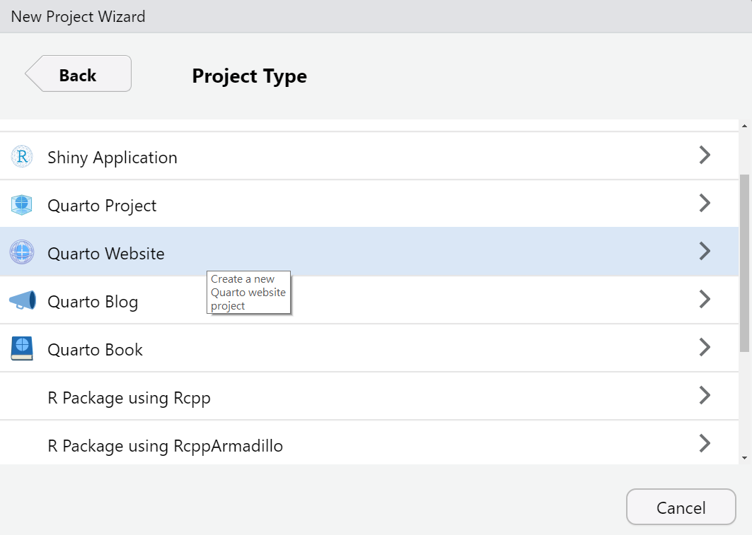 New Project Wizard
Back
Project Type
R Shiny Application
Quarto Project
Quarto Website
Create a new
Quarto website
project
Quarto Blog
Quarto Book
R Package using Rcpp
R Package using RcppArmadillo
Cancel